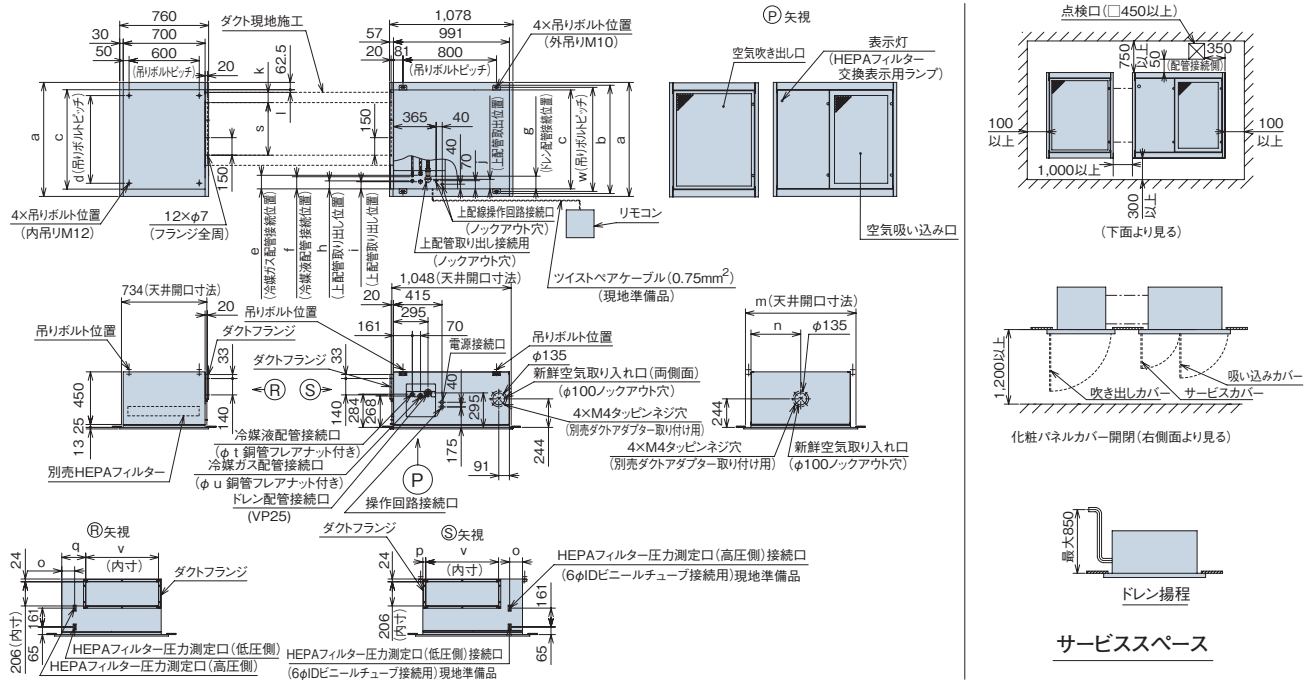 760
30
700
50
600
(吊りボルトピッチ)
20
62.5
ダクト現地施工
k
l
s
150
150
a
c
d(吊りボルトピッチ)
4×吊りボルト位置
(内吊りM12)
12×φ7
(フランジ全周)
1,078
57
991
20
81
800
(吊りボルトピッチ)
4×吊りボルト位置
(外吊りM10)
365
40
40
70
j
(上配管取出位置)
g
(ドレン配管接続位置)
c
w(吊りボルトピッチ)
b
a
e
(冷媒ガス配管接続位置)
f
(冷媒液配管接続位置)
h
(上配管取り出し位置)
i
(上配管取り出し位置)
上配線操作回路接続口
(ノックアウト穴)
上配管取り出し接続用
(ノックアウト穴)
リモコン
ツイストペアケーブル(0.75mm2)
(現地準備品)
Ⓟ矢視
空気吹き出し口
表示灯
(HEPAフィルター
交換表示用ランプ)
空気吸い込み口
734(天井開口寸法)
20
吊りボルト位置
ダクトフランジ
33
450
25
13
140
別売HEPAフィルター
Ⓡ
Ⓢ
1,048(天井開口寸法)
20
415
295
161
70
吊りボルト位置
ダクトフランジ
33
140
284
268
電源接続口
40
295
175
91
244
吊りボルト位置
φ135
新鮮空気取り入れ口(両側面)
(φ100ノックアウト穴)
4×M4タッピンネジ穴
(別売ダクトアダプター取り付け用)
冷媒液配管接続口
(φ t 銅管フレアナット付き)
冷媒ガス配管接続口
(φ u 銅管フレアナット付き)
ドレン配管接続口
(VP25)
Ⓟ
操作回路接続口
m(天井開口寸法)
n
φ135
244
4×M4タッピンネジ穴
(別売ダクトアダプター取り付け用)
新鮮空気取り入れ口
(φ100ノックアウト穴)
Ⓡ矢視
24
o
q
v
(内寸)
ダクトフランジ
206(内寸)
161
65
HEPAフィルター圧力測定口(低圧側)
HEPAフィルター圧力測定口(高圧側)
Ⓢ矢視
ダクトフランジ
24
p
v
(内寸)
o
206
(内寸)
161
65
HEPAフィルター圧力測定口(高圧側)接続口
(6φIDビニールチューブ接続用)現地準備品
HEPAフィルター圧力測定口(低圧側)接続口
(6φIDビニールチューブ接続用)現地準備品
点検口(□450以上)
750
以上
50
350
(配管接続側)
100
以上
100
以上
1,000以上
300
以上
(下面より見る)
1,200以上
吹き出しカバー
サービスカバー
吸い込みカバー
化粧パネルカバー開閉(右側面より見る)
最大850
ドレン揚程
サービススペース